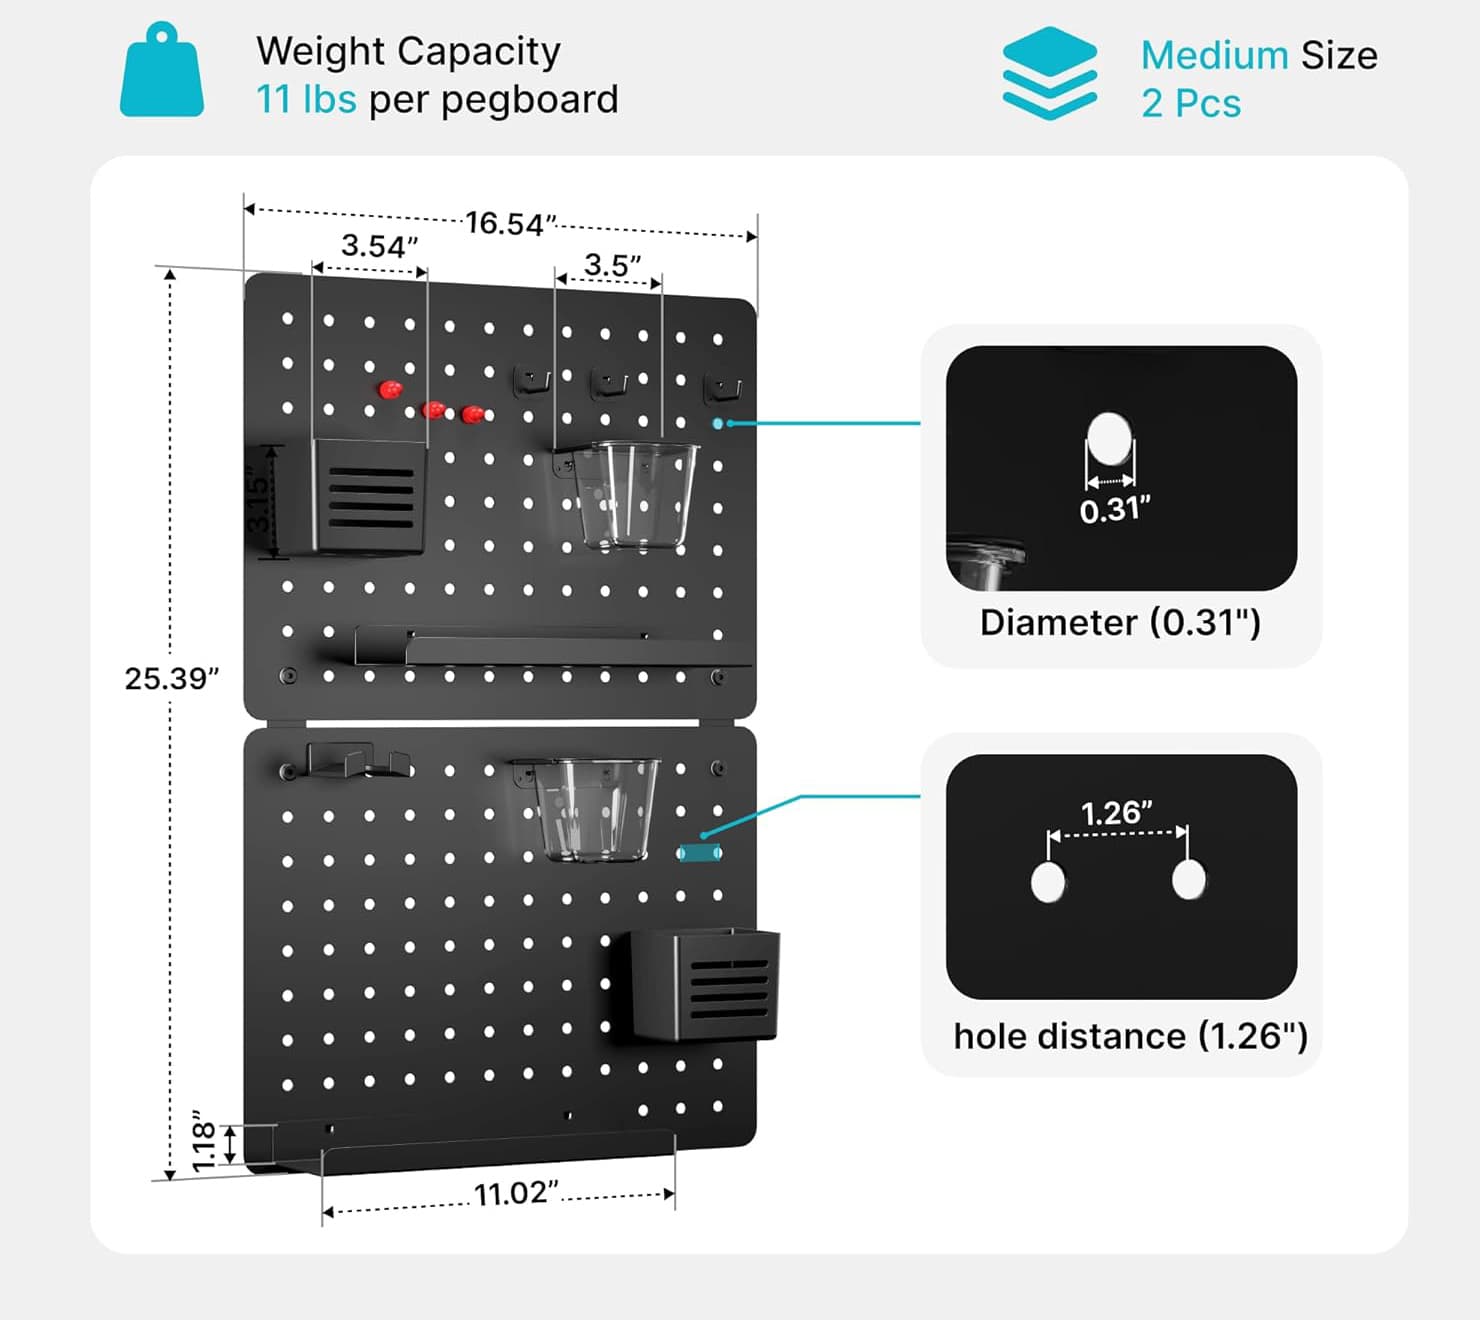 Weight Capacity
11 lbs per pegboard
Medium Size
2 Pcs
16.54”
3.54”
3.5”
3.15”
0.31”
Diameter (0.31")
25.39”
1.26”
hole distance (1.26")
1.18”
11.02”